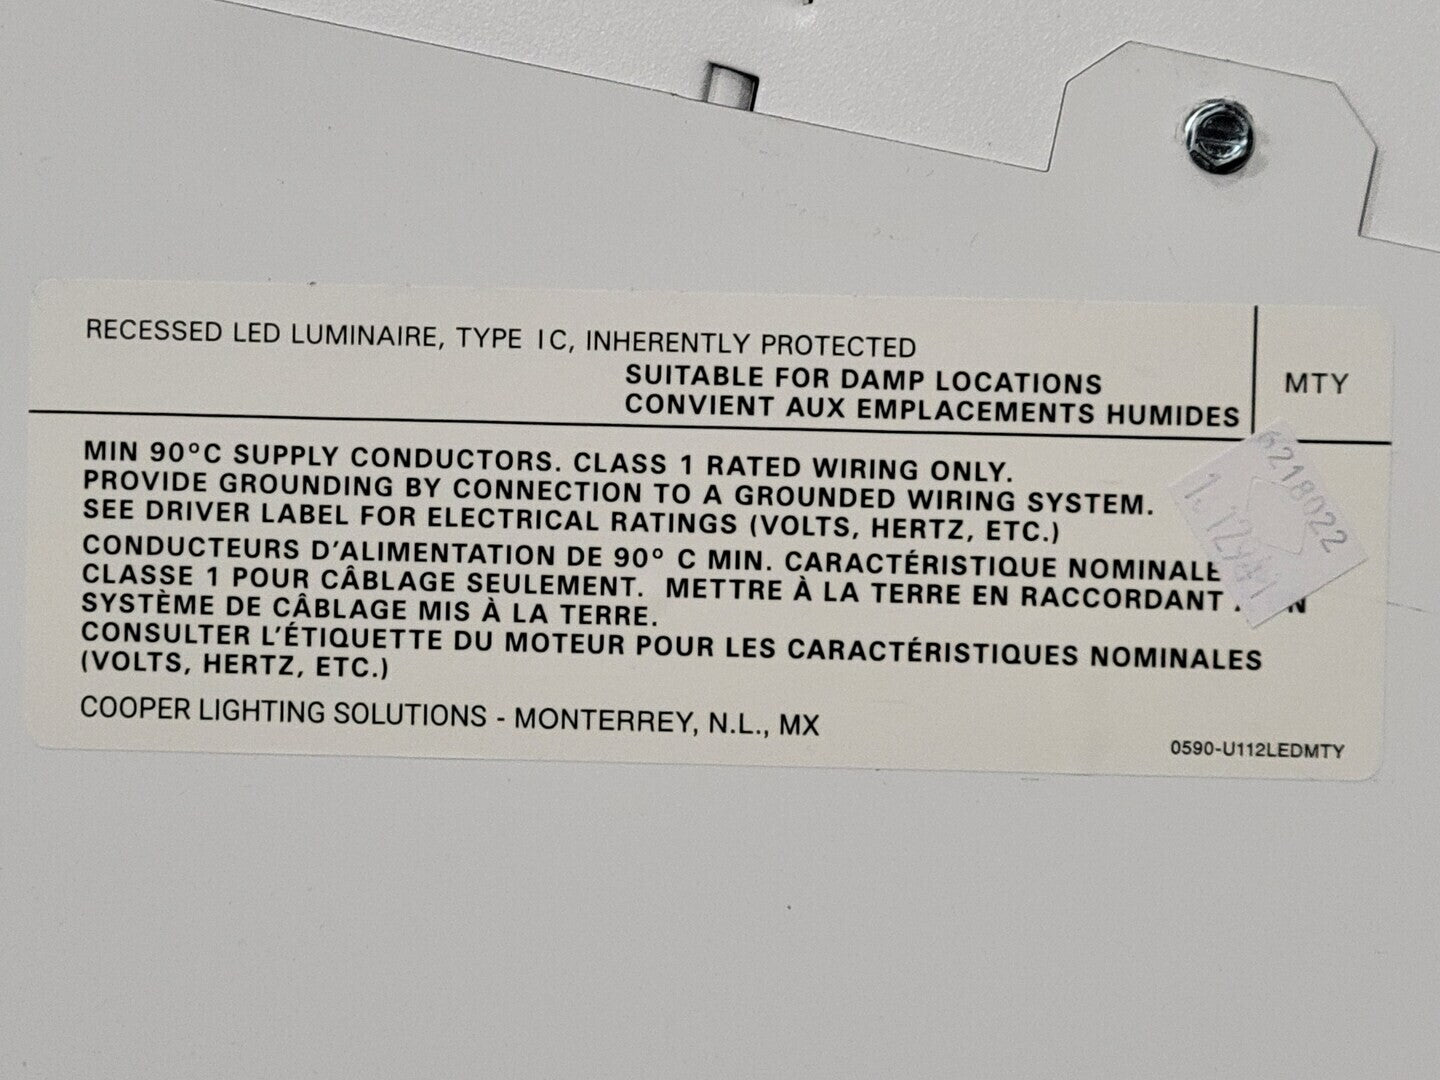 RECESSED LED LUMINAIRE, TYPE IC, INHERENTLY PROTECTED
SUITABLE FOR DAMP LOCATIONS
CONVIENT AUX EMPLACEMENTS HUMIDES
MTY
MIN 90°C SUPPLY CONDUCTORS. CLASS 1 RATED WIRING ONLY.
PROVIDE GROUNDING BY CONNECTION TO A GROUNDED WIRING SYSTEM.
SEE DRIVER LABEL FOR ELECTRICAL RATINGS (VOLTS, HERTZ, ETC.)
CONDUCTEURS D'ALIMENTATION DE 90° C MIN. CARACTÉRISTIQUE NOMINALE
CLASSE 1 POUR CÂBLAGE SEULEMENT. METTRE À LA TERRE EN RACCORDANT
SYSTÈME DE CÂBLAGE MIS À LA TERRE.
CONSULTER L'ÉTIQUETTE DU MOTEUR POUR LES CARACTÉRISTIQUES NOMINALES
(VOLTS, HERTZ, ETC.)
COOPER LIGHTING SOLUTIONS - MONTERREY, N.L., MX
0590-U112LEDMTY